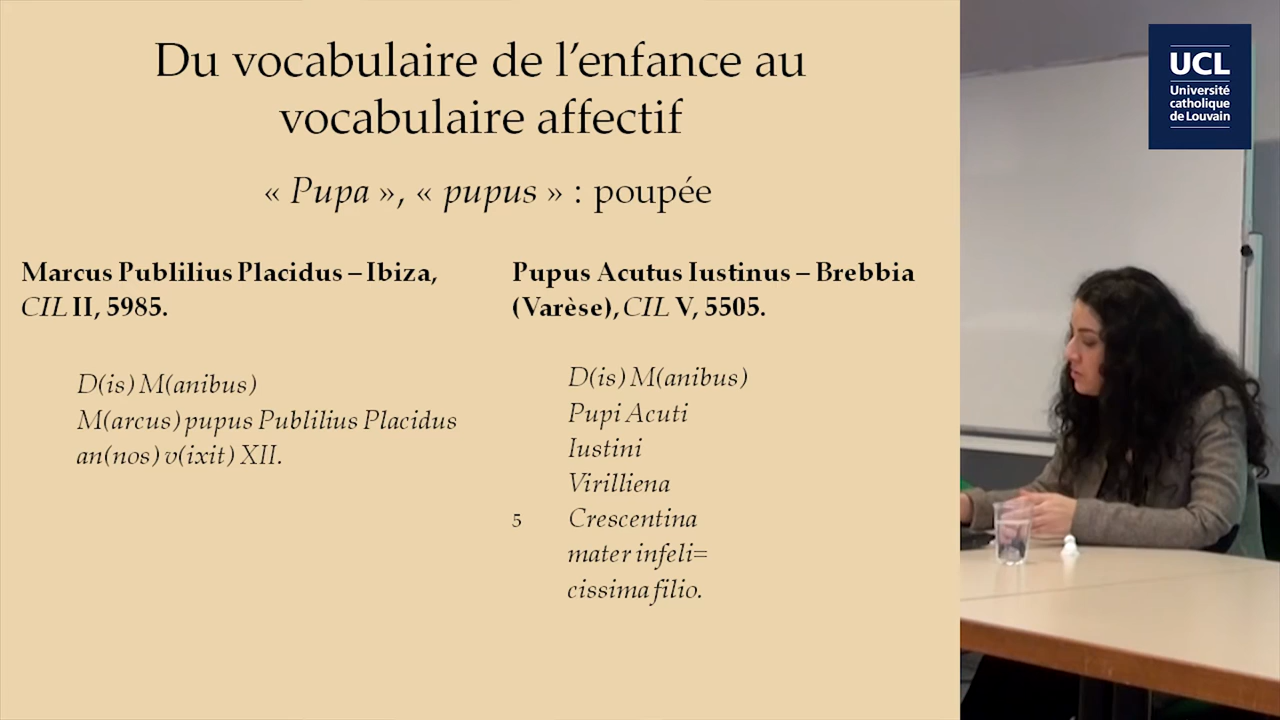 Du vocabulaire de l’enfance au
vocabulaire affectif
« Pupa », « pupus » : poupée
Marcus Publilius Placidus – Ibiza,
CIL II, 5985.
D(is) M(anibus)
M(arcus) pupus Publilius Placidus
an(nos) v(ixit) XII.
Pupus Acutus Iustinus – Brebbia
(Varèse), CIL V, 5505.
D(is) M(anibus)
Pupi Acuti
Iustini
Virilliena
5 Crescentina
mater infeli=
cissima filio.
UCL
Université
catholique
de Louvain